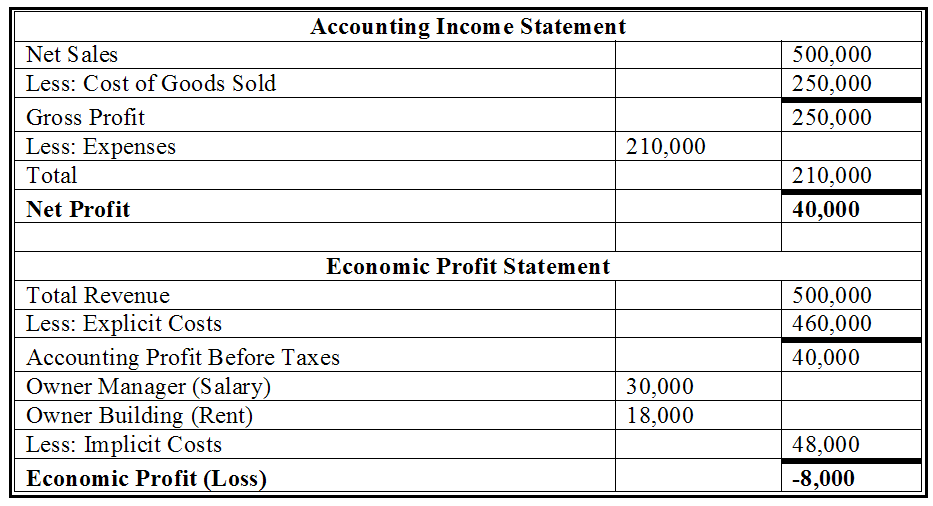 Accounting Income Statement
Net Sales 500,000
Less: Cost of Goods Sold 250,000
Gross Profit 250,000
Less: Expenses 210,000
Total 210,000
Net Profit 40,000
Economic Profit Statement
Total Revenue 500,000
Less: Explicit Costs 460,000
Accounting Profit Before Taxes 40,000
Owner Manager (Salary) 30,000
Owner Building (Rent) 18,000
Less: Implicit Costs 48,000
Economic Profit (Loss) -8,000